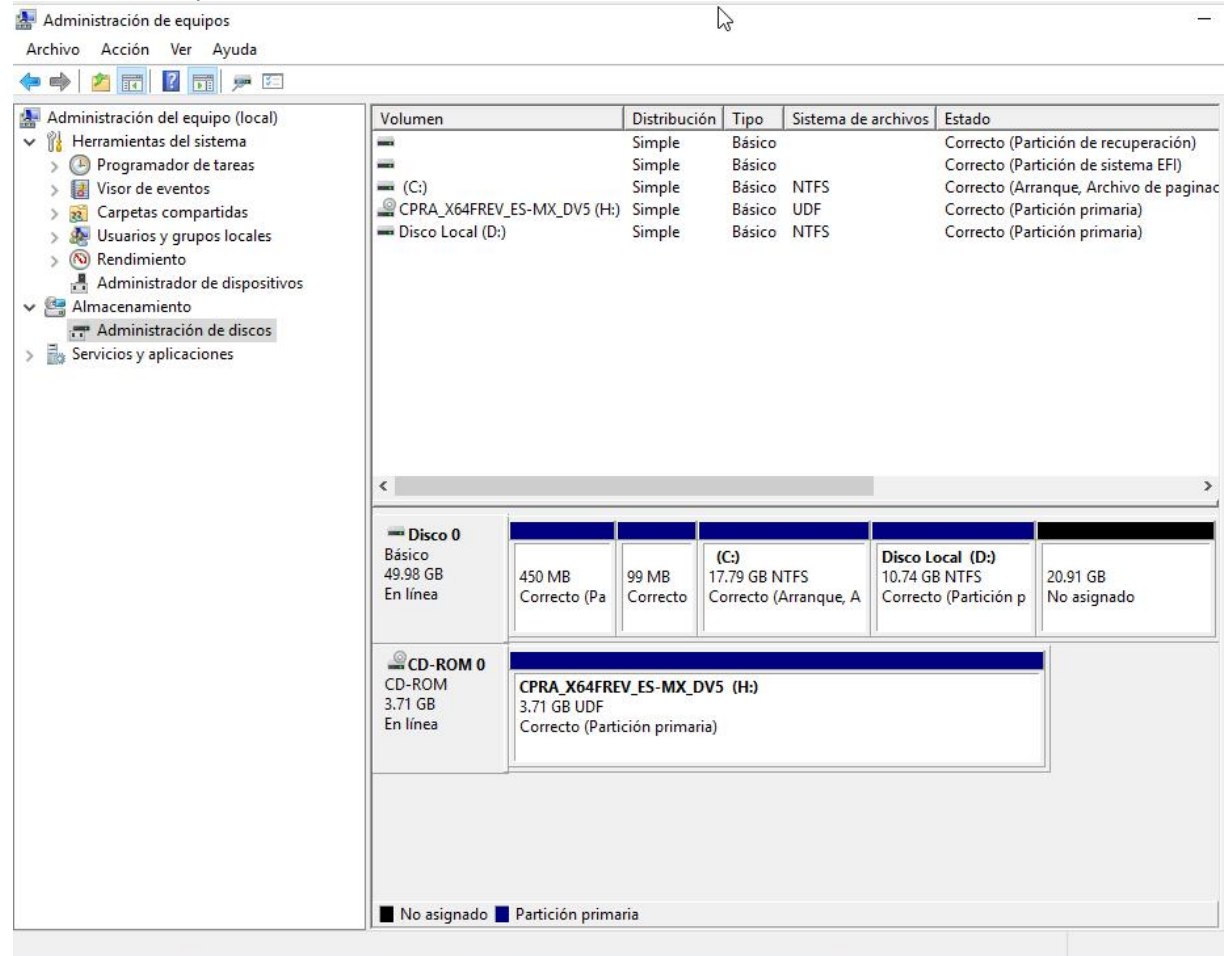 Administración de equipos
Archivo Acción Ver Ayuda
Administración del equipo (local)
Herramientas del sistema
Programador de tareas
Visor de eventos
Carpetas compartidas
Usuarios y grupos locales
Rendimiento
Administrador de dispositivos
Almacenamiento
Administración de discos
Servicios y aplicaciones
Volumen Distribución Tipo Sistema de archivos Estado
Simple Básico Correcto (Partición de recuperación)
Simple Básico Correcto (Partición de sistema EFI)
(C:) Simple Básico NTFS Correcto (Arranque, Archivo de paginac
CPRA_X64FREV_ES-MX_DV5 (H:) Simple Básico UDF Correcto (Partición primaria)
Disco Local (D:) Simple Básico NTFS Correcto (Partición primaria)
Disco 0
Básico
49.98 GB
En línea
450 MB
Correcto (Pa
99 MB
Correcto
(C:)
17.79 GB NTFS
Correcto (Arranque, A
Disco Local (D:)
10.74 GB NTFS
Correcto (Partición p
20.91 GB
No asignado
CD-ROM 0
CD-ROM
3.71 GB
En línea
CPRA_X64FREV_ES-MX_DV5 (H:)
3.71 GB UDF
Correcto (Partición primaria)
No asignado Partición primaria